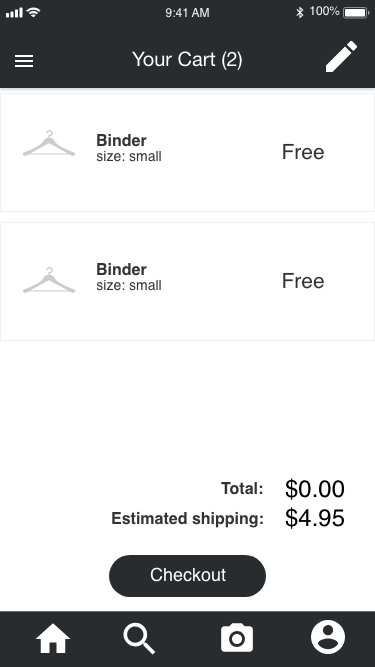 9:41 AM 100%
Your Cart (2)
Binder
size: small
Free
Binder
size: small
Free
Total: $0.00
Estimated shipping: $4.95
Checkout